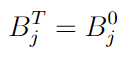 $B_j^T = B_j^0$